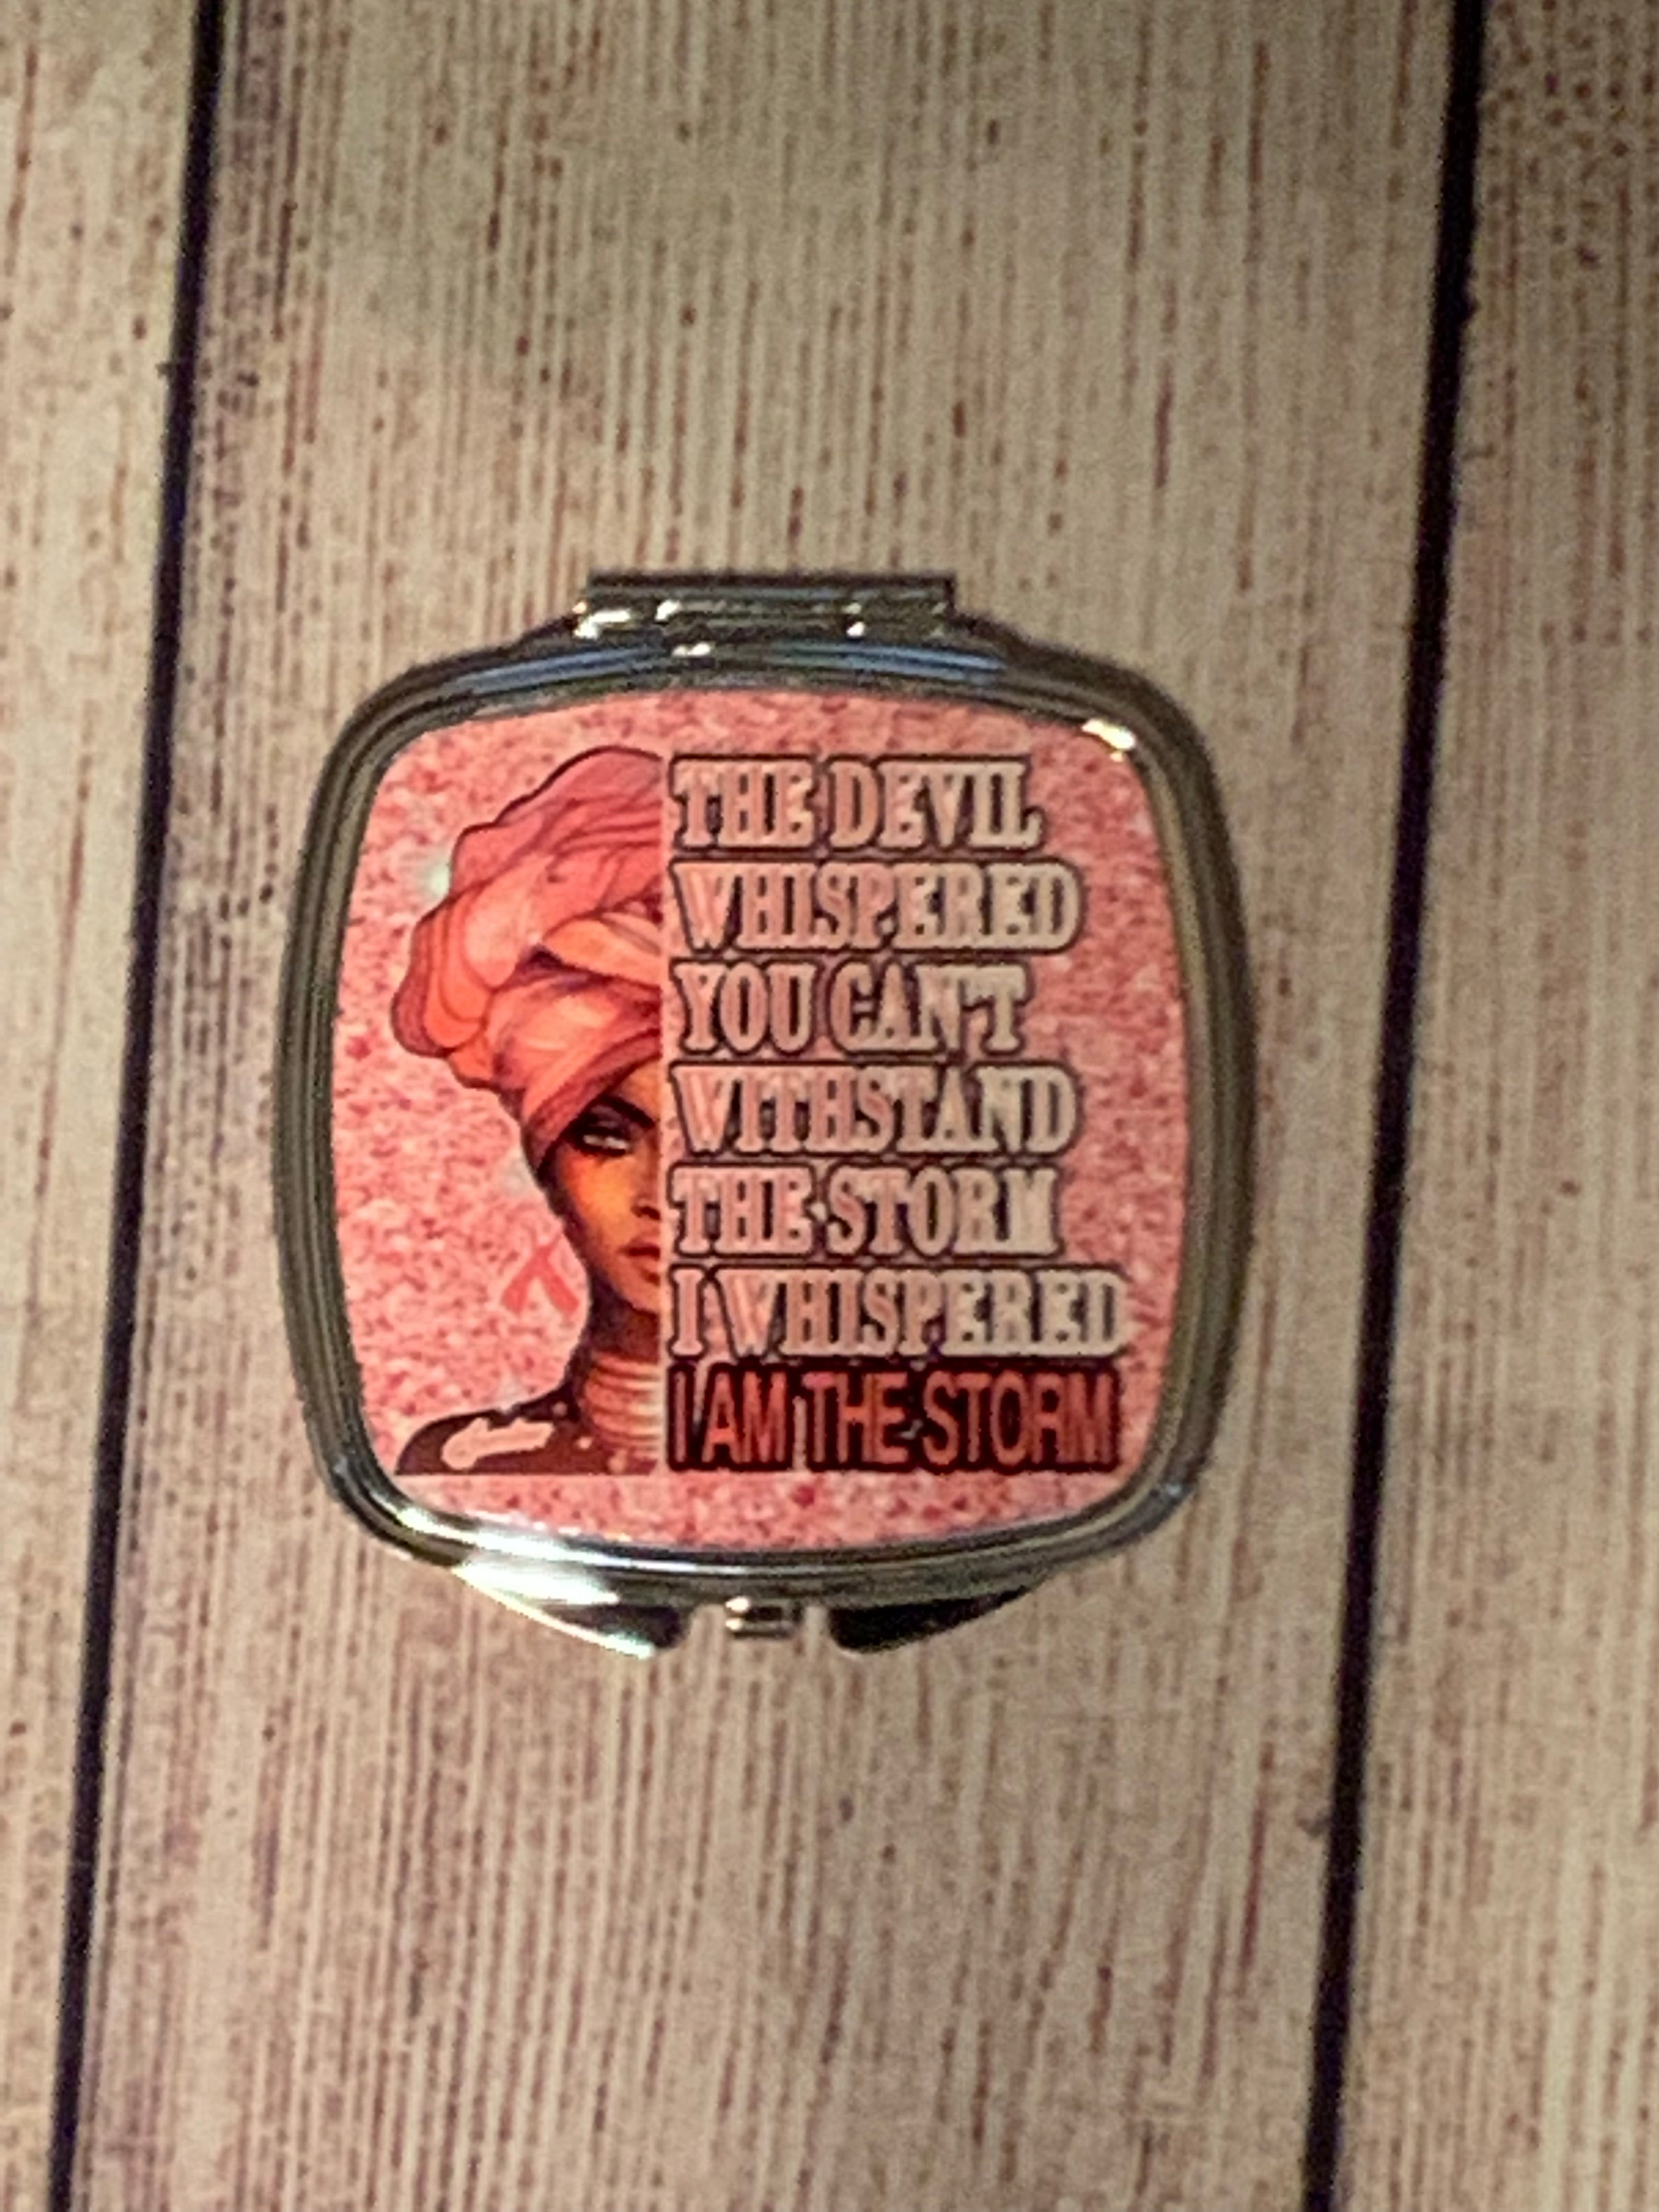 THE DEVIL
WHISPERED
YOU CAN'T
WITHSTAND
THE STORM
I WHISPERED
I AM THE STORM